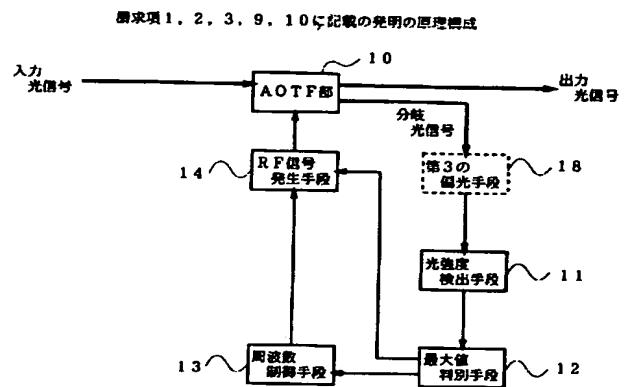 請求項１，２，３，９，１０に記載の発明の原理構成
入力
光信号
１０
ＡＯＴＦ部
出力
光信号
分岐
光信号
１４
ＲＦ信号
発生手段
第３の
偏光手段
１８
光強度
検出手段
１１
１３
周波数
制御手段
最大値
判別手段
１２